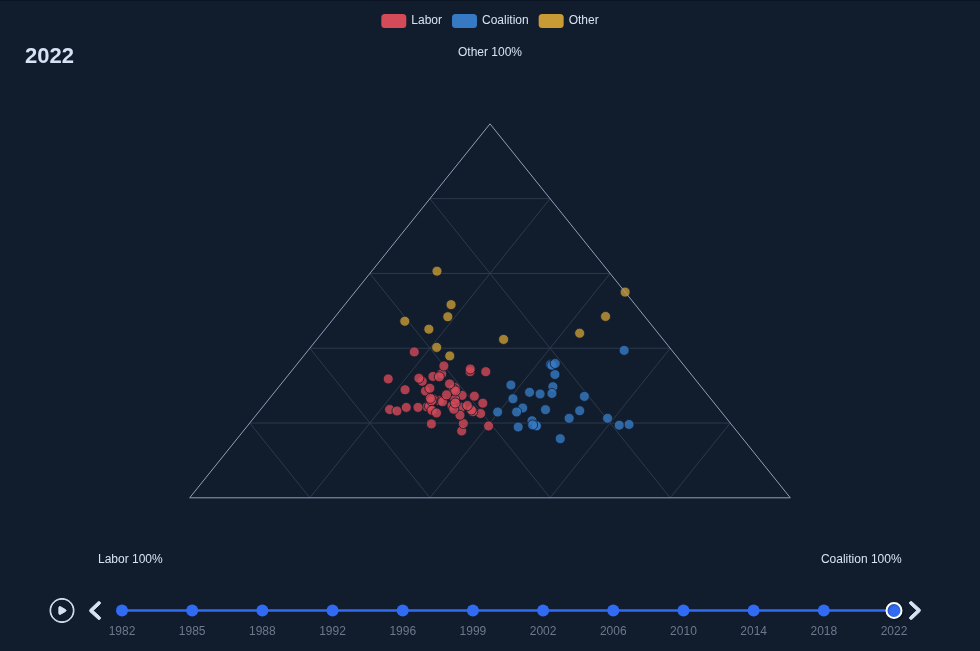 Labor Coalition Other
2022
Other 100%
Labor 100%
Coalition 100%
1982 1985 1988 1992 1996 1999 2002 2006 2010 2014 2018 2022